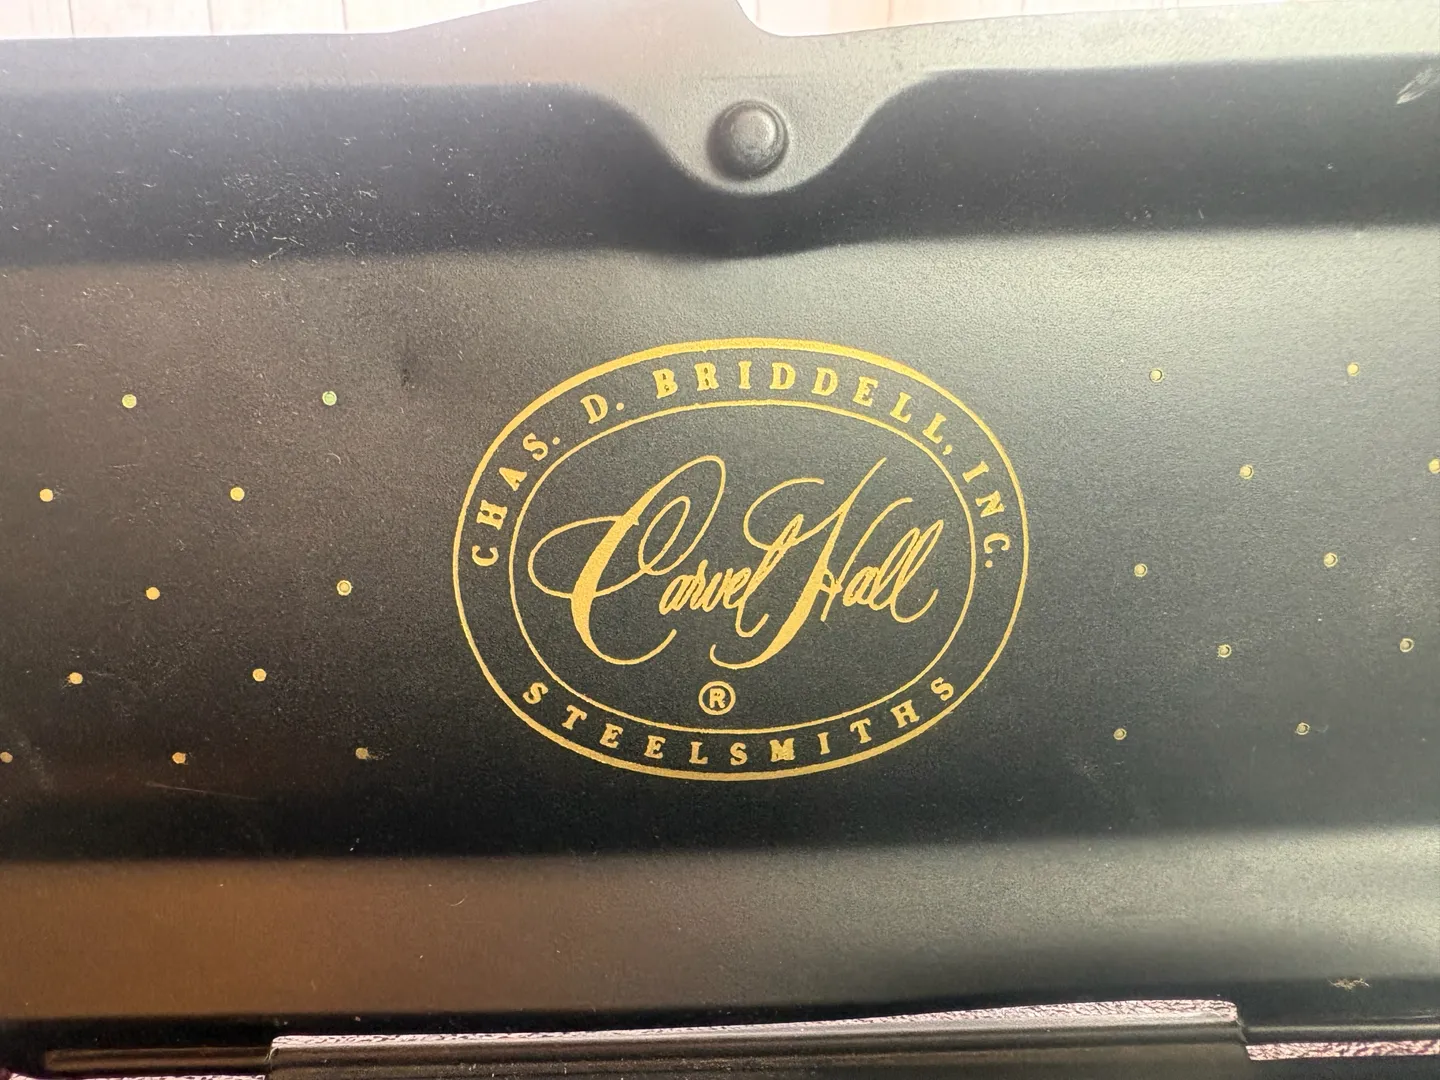 CHAS. D. BRIDDELL, INC.
Carvel Hall
®
STEELSMITHS